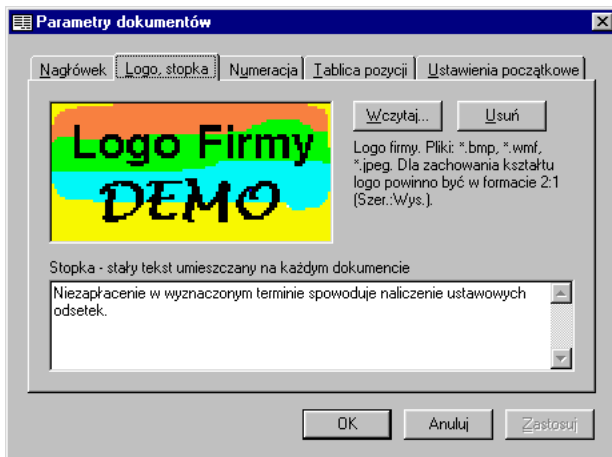 Parametry dokumentów
Nagłówek Logo, stopka Numeracja Tablica pozycji Ustawienia początkowe
Logo Firmy
DEMO
Wczytaj... Usuń
Logo firmy. Pliki: *.bmp, *.wmf,
*.jpeg. Dla zachowania kształtu
logo powinno być w formacie 2:1
(Szer.:Wys.).
Stopka - stały tekst umieszczany na każdym dokumencie
Niezapłacenie w wyznaczonym terminie spowoduje naliczenie ustawowych
odsetek.
OK Anuluj Zastosuj